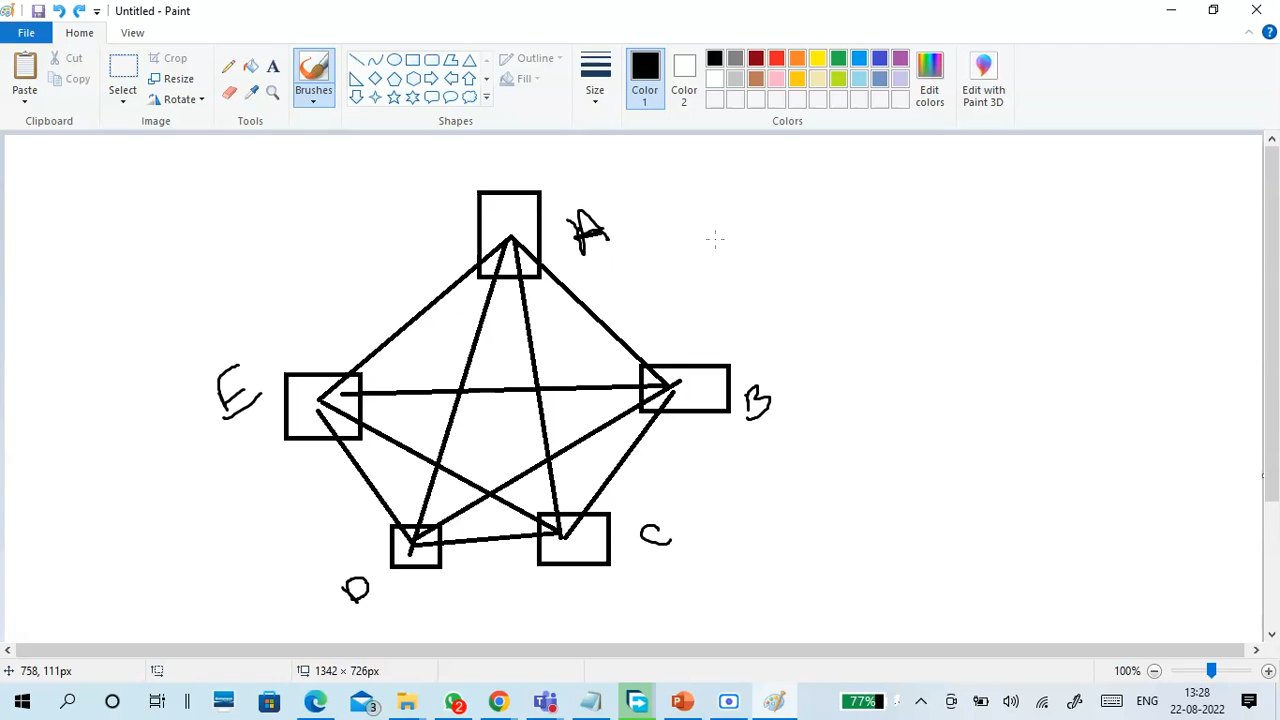 Untitled - Paint
File Home View
Paste
Cut
Copy
Clipboard
Select
Crop
Resize
Rotate
Image
A
Tools
Brushes
Outline
Fill
Shapes
Size
Color 1
Color 2
Edit colors
Edit with Paint 3D
Colors
A
E
B
C
D
758, 111px
1342 × 726px
100%
3
2
77%
ENG
13:28
22-08-2022